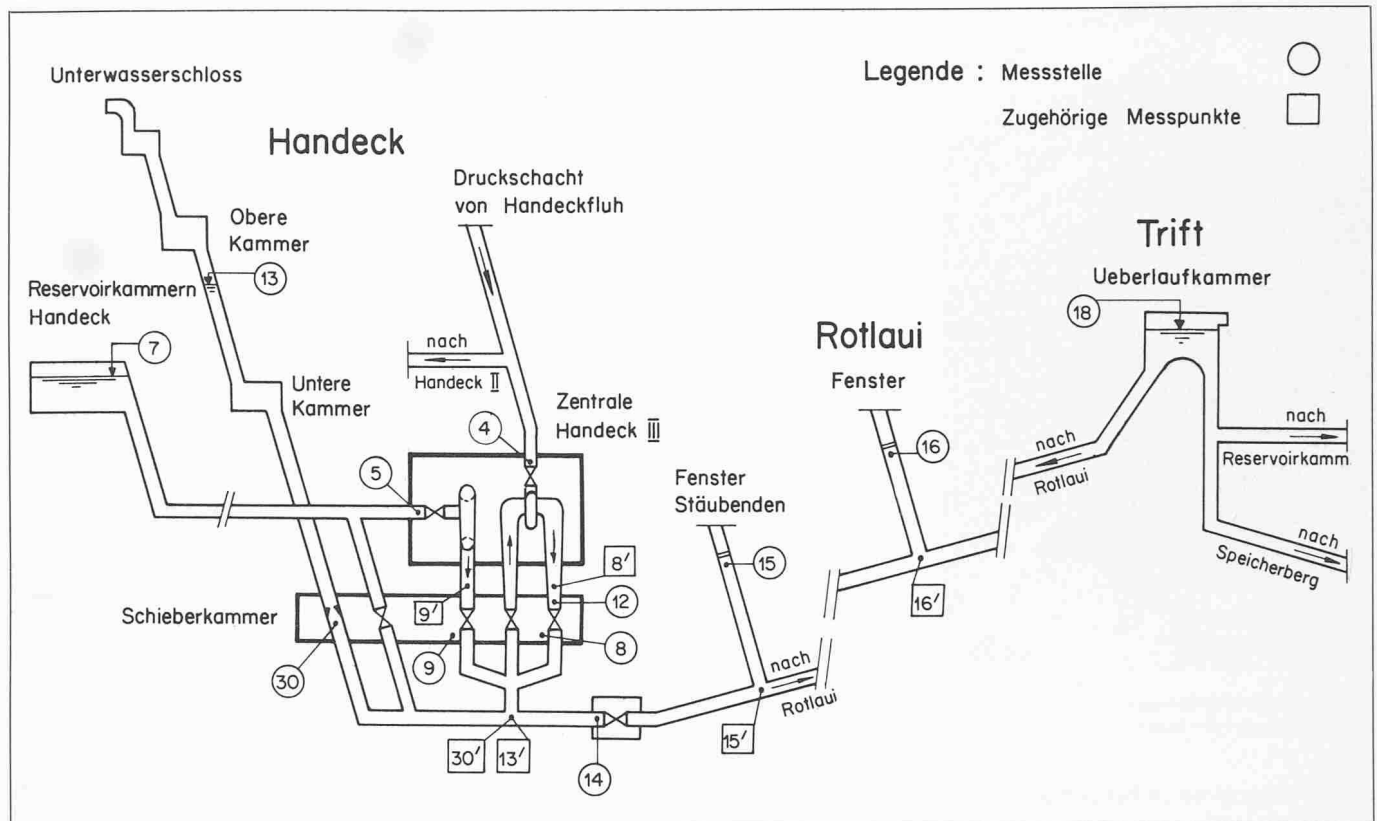 Unterwasserschloss
Legende : Messstelle
Zugehörige Messpunkte
Handeck
Druckschacht
von Handeckfluh
Obere
Kammer
13
Reservoirkammern
Handeck
7
nach
Handeck II
Untere
Kammer
Zentrale
Handeck III
4
5
Trift
Ueberlaufkammer
18
Rotlaui
Fenster
16
nach
Rotlaui
nach
Reservoirkamm.
nach
Speicherberg
Fenster
Stäubenden
15
8'
9'
12
16'
Schieberkammer
8
9
30
nach
Rotlaui
30'
13'
14
15'